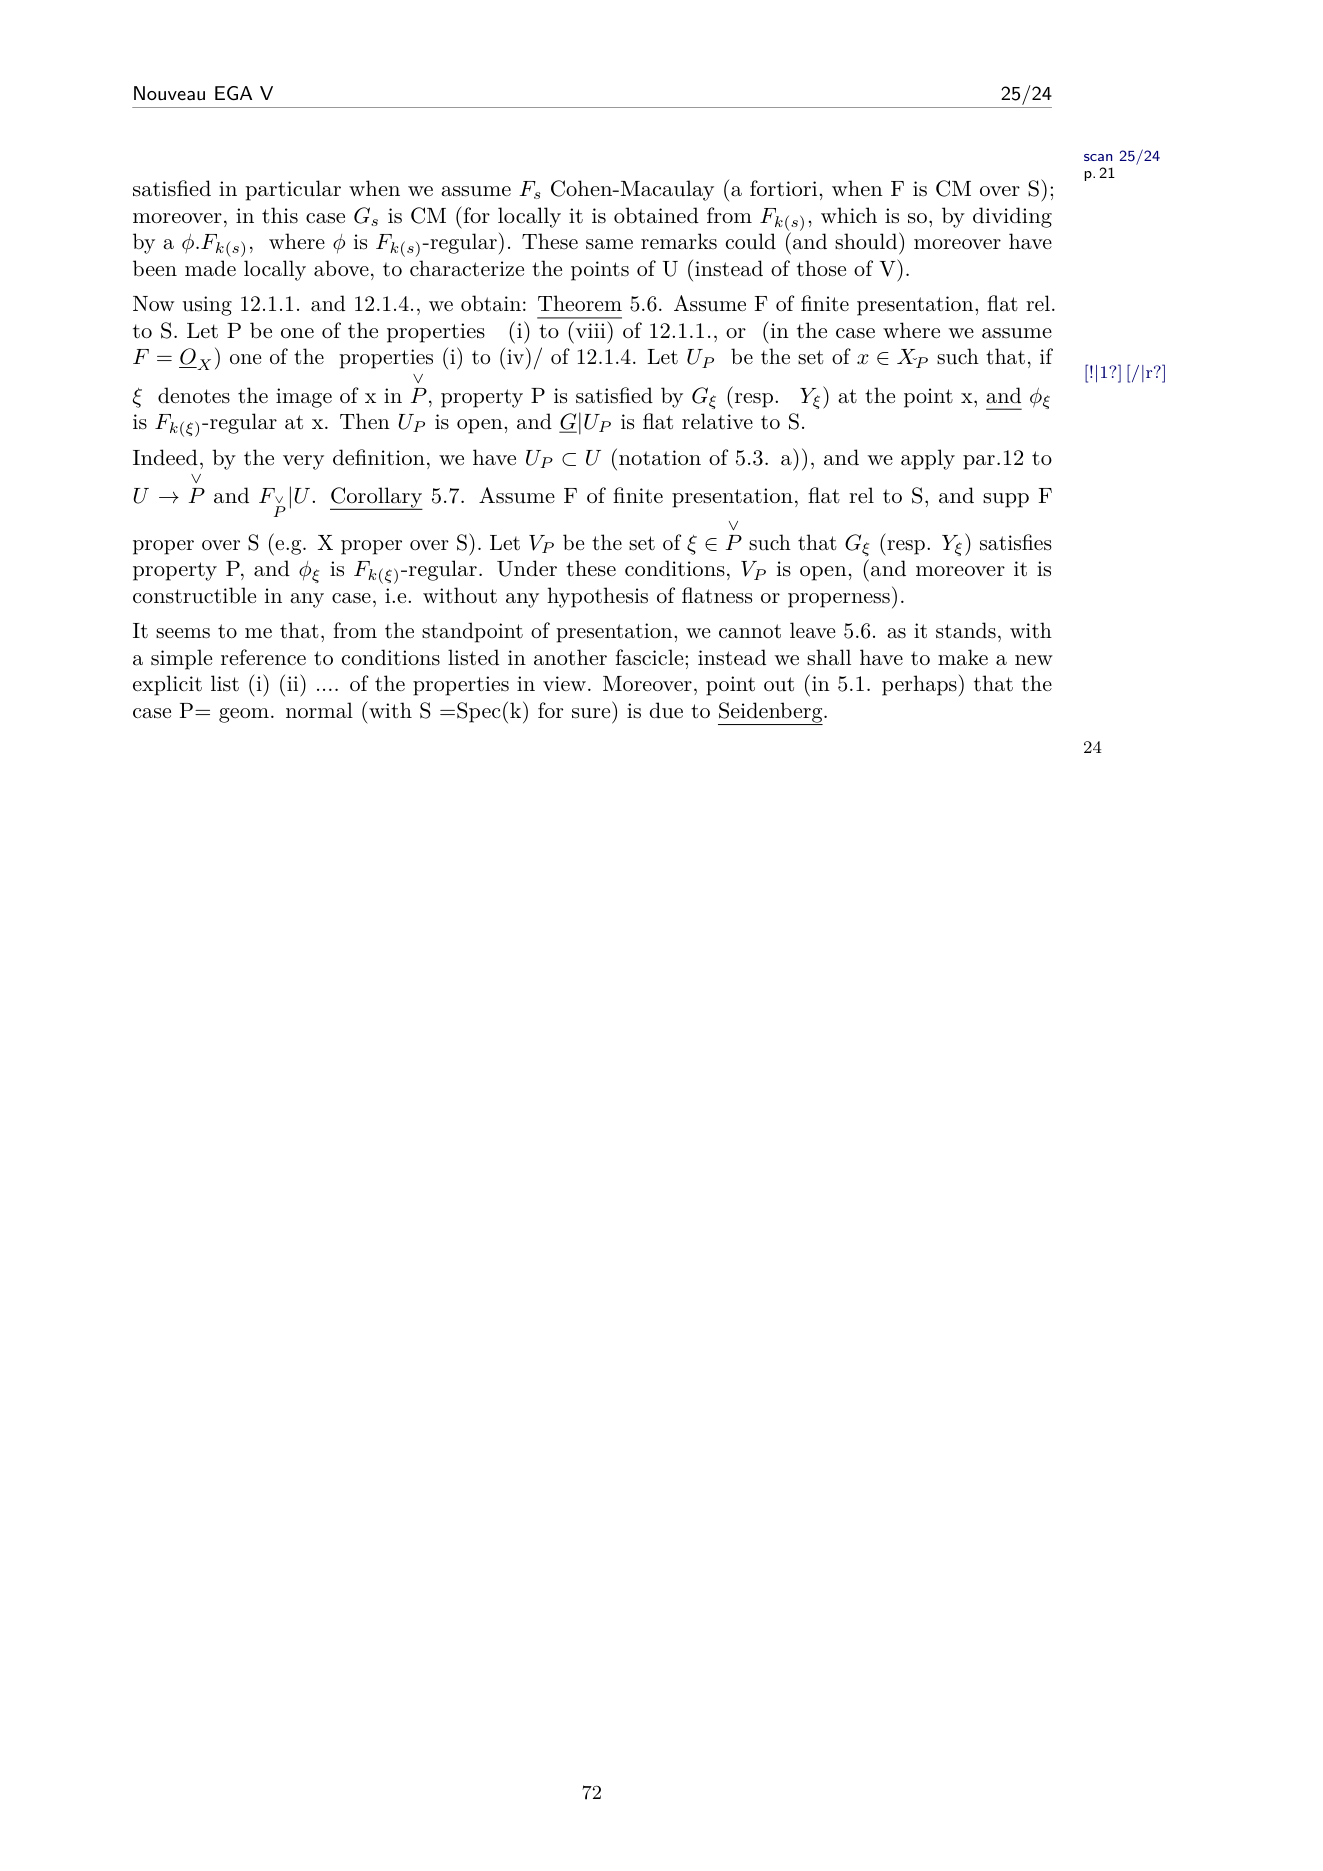 Nouveau EGA V 25/24
scan 25/24
p. 21
satisfied in particular when we assume F_s Cohen-Macaulay (a fortiori, when F is CM over S);
moreover, in this case G_s is CM (for locally it is obtained from F_{k(s)}, which is so, by dividing
by a ϕ.F_{k(s)}, where ϕ is F_{k(s)}-regular). These same remarks could (and should) moreover have
been made locally above, to characterize the points of U (instead of those of V).
Now using 12.1.1. and 12.1.4., we obtain: Theorem 5.6. Assume F of finite presentation, flat rel.
to S. Let P be one of the properties (i) to (viii) of 12.1.1., or (in the case where we assume
F = O_X) one of the properties (i) to (iv)/ of 12.1.4. Let U_P be the set of x ∈ X_P such that, if
[!|1?] [/|r?]
ξ denotes the image of x in P̌, property P is satisfied by G_ξ (resp. Y_ξ) at the point x, and ϕ_ξ
is F_{k(ξ)}-regular at x. Then U_P is open, and G|U_P is flat relative to S.
Indeed, by the very definition, we have U_P ⊂ U (notation of 5.3. a)), and we apply par.12 to
U → P̌ and F_{P̌}|U. Corollary 5.7. Assume F of finite presentation, flat rel to S, and supp F
proper over S (e.g. X proper over S). Let V_P be the set of ξ ∈ P̌ such that G_ξ (resp. Y_ξ) satisfies
property P, and ϕ_ξ is F_{k(ξ)}-regular. Under these conditions, V_P is open, (and moreover it is
constructible in any case, i.e. without any hypothesis of flatness or properness).
It seems to me that, from the standpoint of presentation, we cannot leave 5.6. as it stands, with
a simple reference to conditions listed in another fascicle; instead we shall have to make a new
explicit list (i) (ii) .... of the properties in view. Moreover, point out (in 5.1. perhaps) that the
case P= geom. normal (with S =Spec(k) for sure) is due to Seidenberg.
24
72